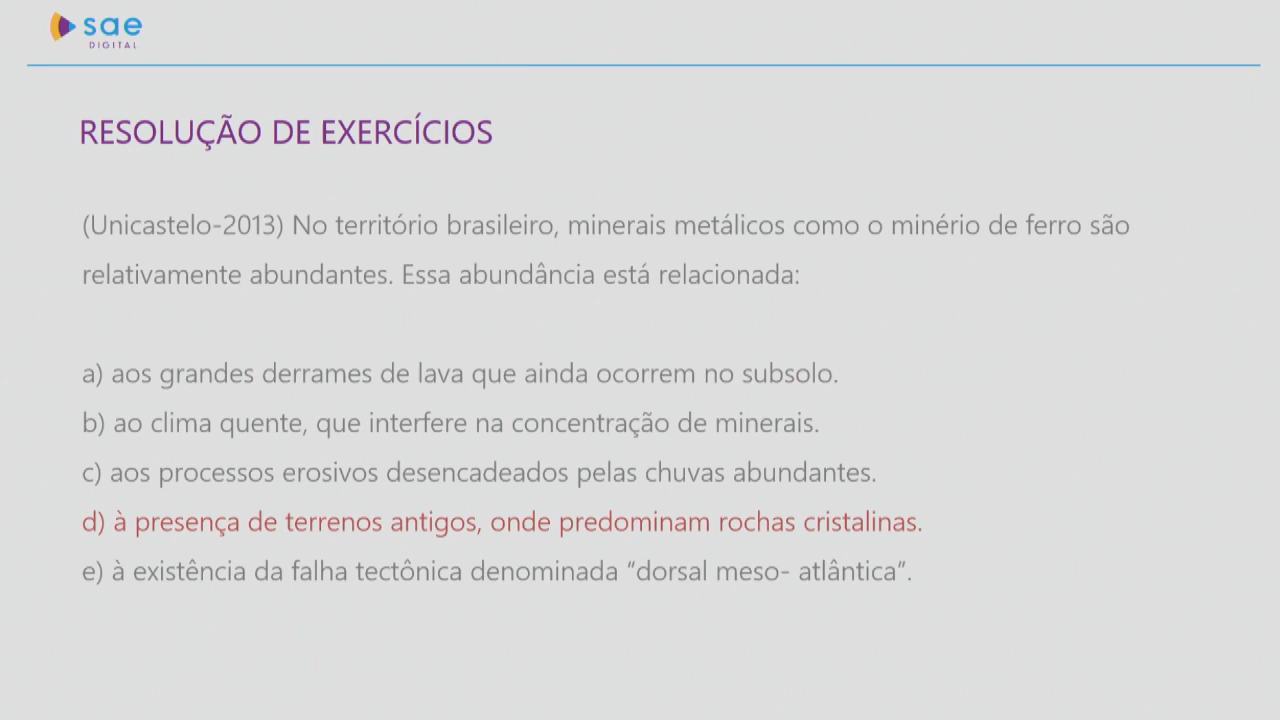 sae
DIGITAL
RESOLUÇÃO DE EXERCÍCIOS
(Unicastelo-2013) No território brasileiro, minerais metálicos como o minério de ferro são
relativamente abundantes. Essa abundância está relacionada:
a) aos grandes derrames de lava que ainda ocorrem no subsolo.
b) ao clima quente, que interfere na concentração de minerais.
c) aos processos erosivos desencadeados pelas chuvas abundantes.
d) à presença de terrenos antigos, onde predominam rochas cristalinas.
e) à existência da falha tectônica denominada “dorsal meso- atlântica”.